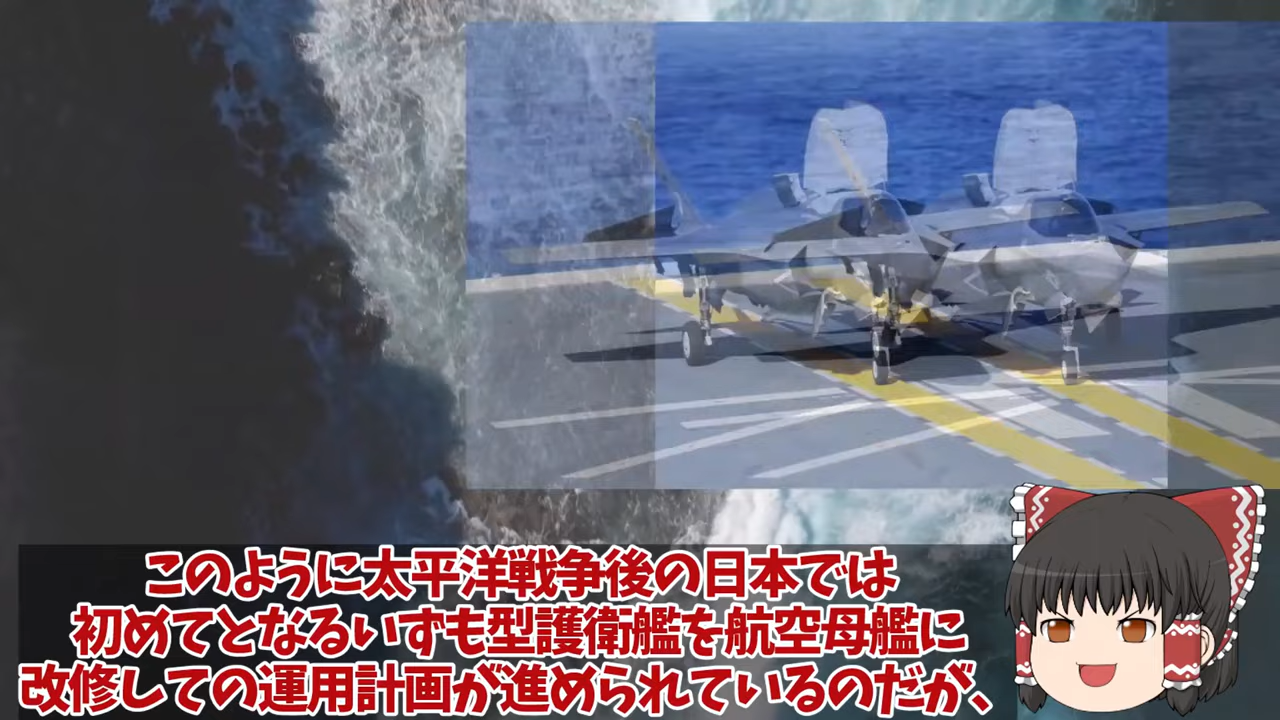 このように太平洋戦争後の日本では
初めてとなるいずも型護衛艦を航空母艦に
改修しての運用計画が進められているのだが、